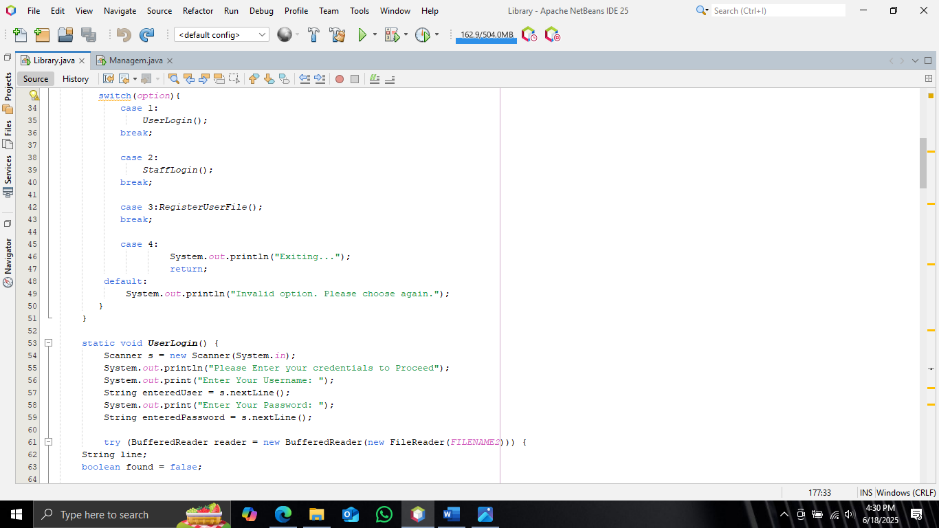 File Edit View Navigate Source Refactor Run Debug Profile Team Tools Window Help
Library - Apache NetBeans IDE 25
Search (Ctrl+I)
<default config>
162.9/504.0MB
Library.java
Managem.java
Source
History
Projects
Files
Services
Navigator
switch(option){
34 case 1:
35 UserLogin();
36 break;
37
38 case 2:
39 StaffLogin();
40 break;
41
42 case 3:RegisterUserFile();
43 break;
44
45 case 4:
46 System.out.println("Exiting...");
47 return;
48 default:
49 System.out.println("Invalid option. Please choose again.");
50 }
51 }
52
53 static void UserLogin() {
54 Scanner s = new Scanner(System.in);
55 System.out.println("Please Enter your credentials to Proceed");
56 System.out.print("Enter Your Username: ");
57 String enteredUser = s.nextLine();
58 System.out.print("Enter Your Password: ");
59 String enteredPassword = s.nextLine();
60
61 try (BufferedReader reader = new BufferedReader(new FileReader(FILENAME2))) {
62 String line;
63 boolean found = false;
64
177:33
INS
Windows (CRLF)
Type here to search
4:30 PM
6/18/2025